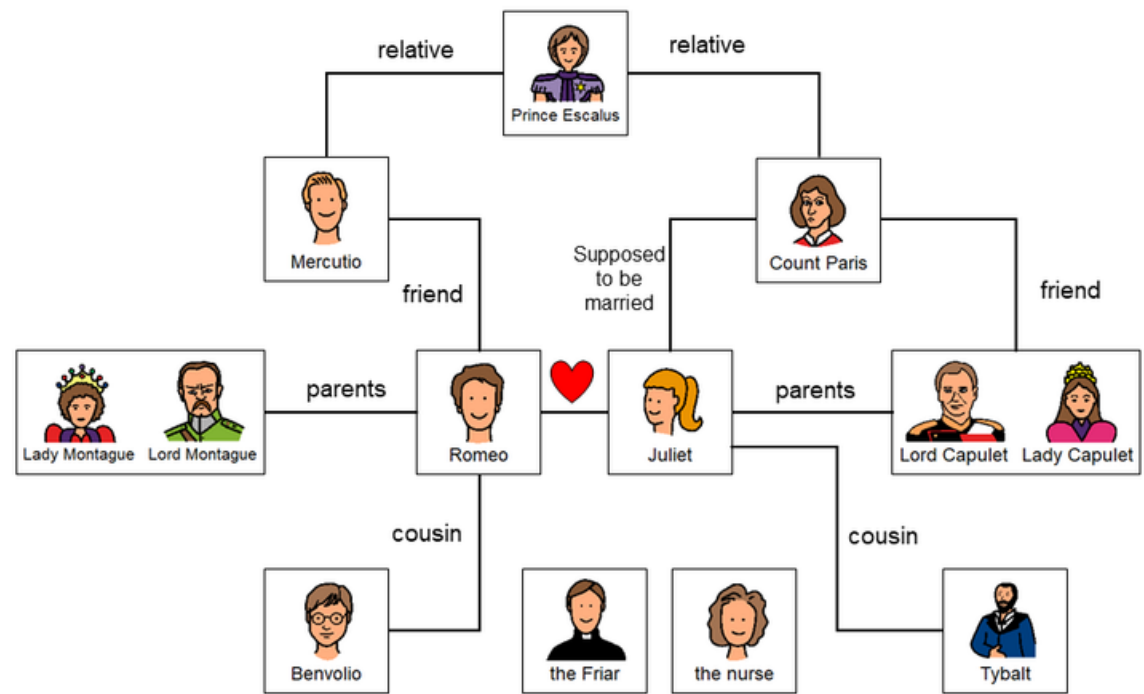 relative
relative
Prince Escalus
Mercutio
Supposed
to be
married
Count Paris
friend
friend
parents
parents
Lady Montague
Lord Montague
Romeo
Juliet
Lord Capulet
Lady Capulet
cousin
cousin
Benvolio
the Friar
the nurse
Tybalt